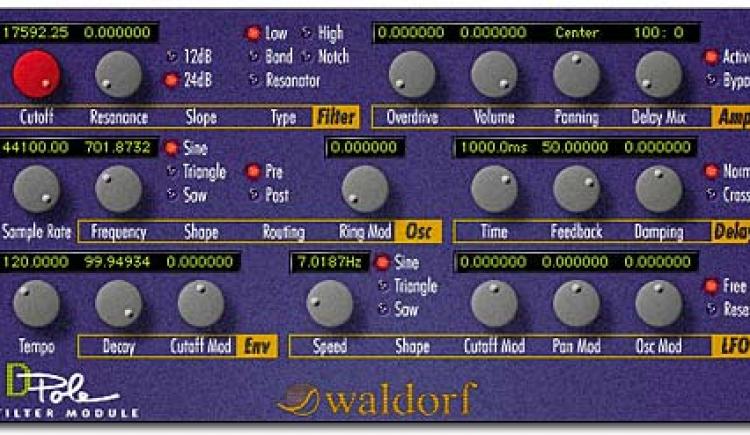 17592.25 0.000000 Low High 0.000000 0.000000 Center 100: 0
12dB Band Notch Active
24dB Resonator
Cutoff Resonance Slope Type Filter Overdrive Volume Panning Delay Mix Amp
44100.00 701.8732 Sine 0.000000 1000.0ms 50.00000 0.000000
Triangle Pre Norm
Saw Post Cross
Sample Rate Frequency Shape Routing Ring Mod Osc Time Feedback Damping Delay
120.0000 99.94934 0.000000 7.0187Hz Sine 0.000000 0.000000 0.000000
Triangle Free
Saw Rese
Tempo Decay Cutoff Mod Env Speed Shape Cutoff Mod Pan Mod Osc Mod LFO
D Pole
FILTER MODULE
waldorf